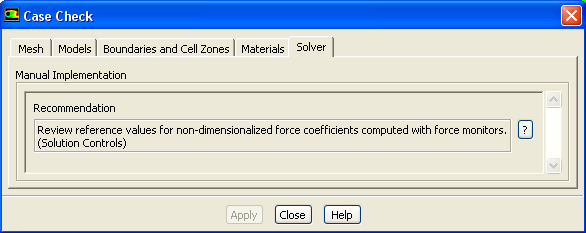 Case Check
Mesh Models Boundaries and Cell Zones Materials Solver
Manual Implementation
Recommendation
Review reference values for non-dimensionalized force coefficients computed with force monitors.
(Solution Controls)
?
Apply Close Help